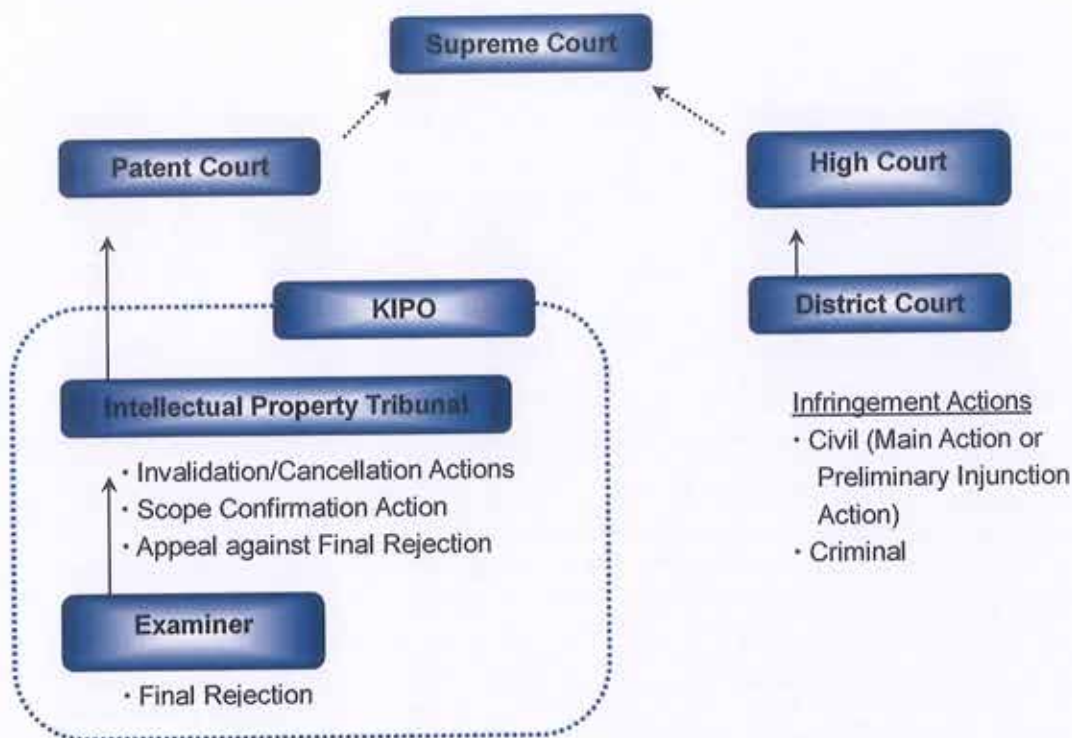 Supreme Court
Patent Court
High Court
KIPO
District Court
Intellectual Property Tribunal
Infringement Actions
· Civil (Main Action or
Preliminary Injunction
Action)
· Criminal
· Invalidation/Cancellation Actions
· Scope Confirmation Action
· Appeal against Final Rejection
Examiner
· Final Rejection